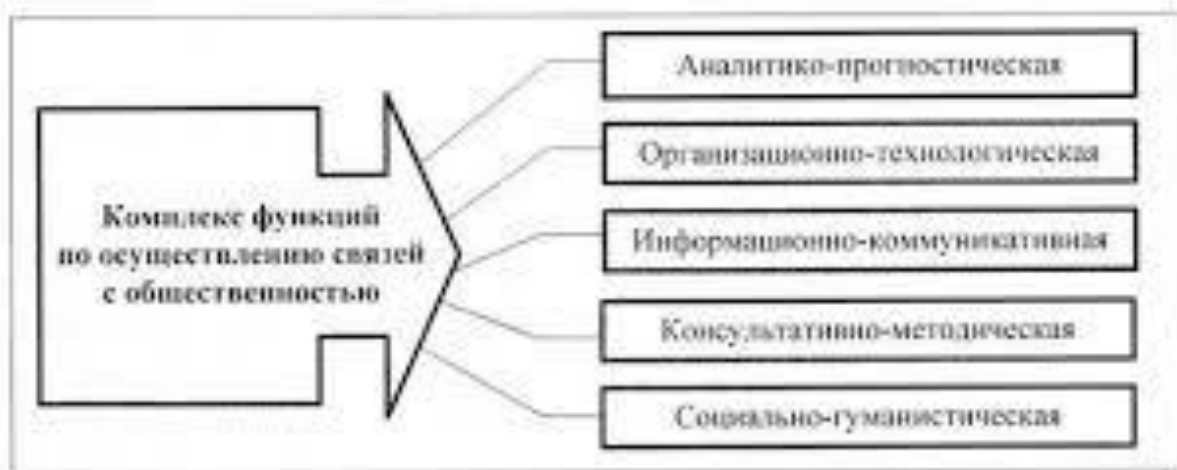 Комплекс функций
по осуществлению связей
с общественностью
Аналитико-прогностическая
Организационно-технологическая
Информационно-коммуникативная
Консультативно-методическая
Социально-гуманистическая